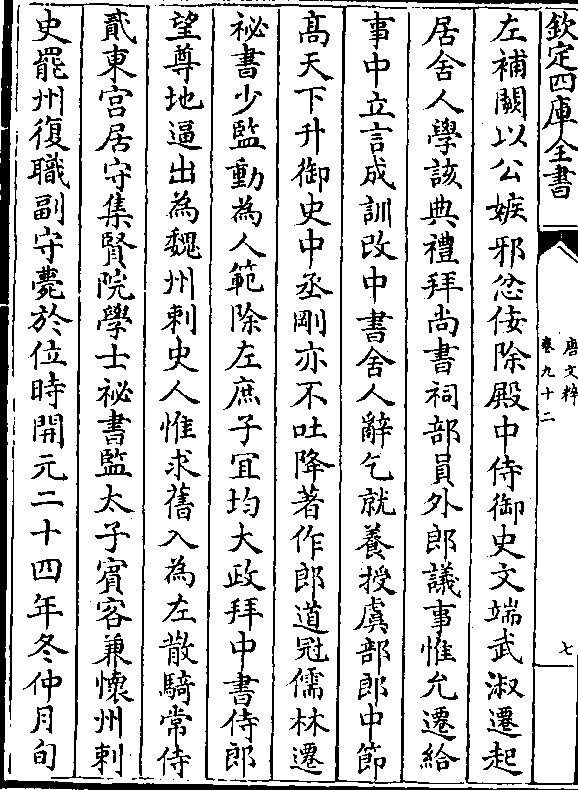 欽定四庫全書
唐文粹
卷九十二
七
左補闕以公嫉邪忿佞除殿中侍御史文端武淑遷起
居舍人學該典禮拜尚書祠部員外郎議事惟允遷給
事中立言成訓改中書舍人辭乞就養授虞部郎中節
高天下升御史中丞剛亦不吐降著作郎道冠儒林遷
祕書少監動為人範除左庶子冝均大政拜中書侍郎
望尊地逼出為魏州刺史人惟求舊入為左散騎常侍
貳東宫居守集賢院學士祕書監太子賓客兼懷州刺
史罷州復職副守薨於位時開元二十四年冬仲月旬